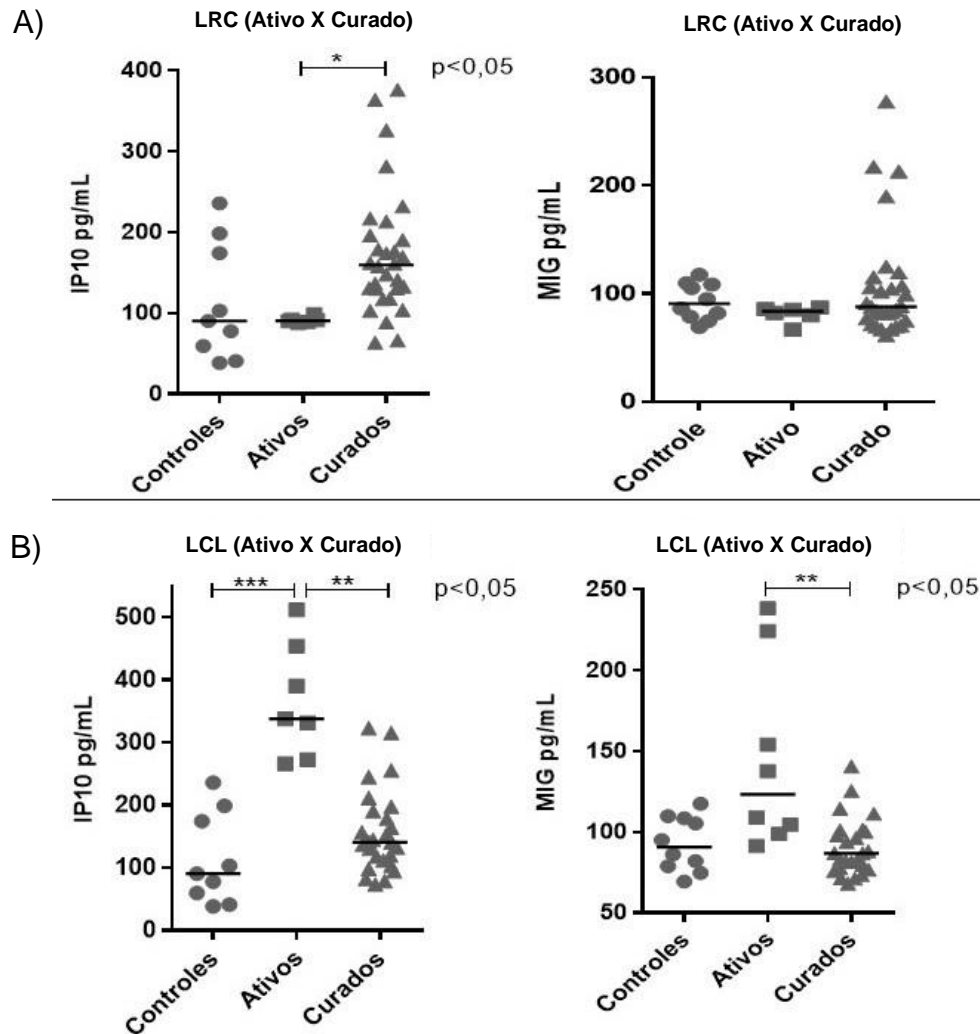 A)
LRC (Ativo X Curado)
*
p<0,05
IP10 pg/mL
400
300
200
100
0
Controles
Ativos
Curados
LRC (Ativo X Curado)
MIG pg/mL
300
200
100
0
Controle
Ativo
Curado
B)
LCL (Ativo X Curado)
***
**
p<0,05
IP10 pg/mL
500
400
300
200
100
0
Controles
Ativos
Curados
LCL (Ativo X Curado)
**
p<0,05
MIG pg/mL
250
200
150
100
50
Controles
Ativos
Curados